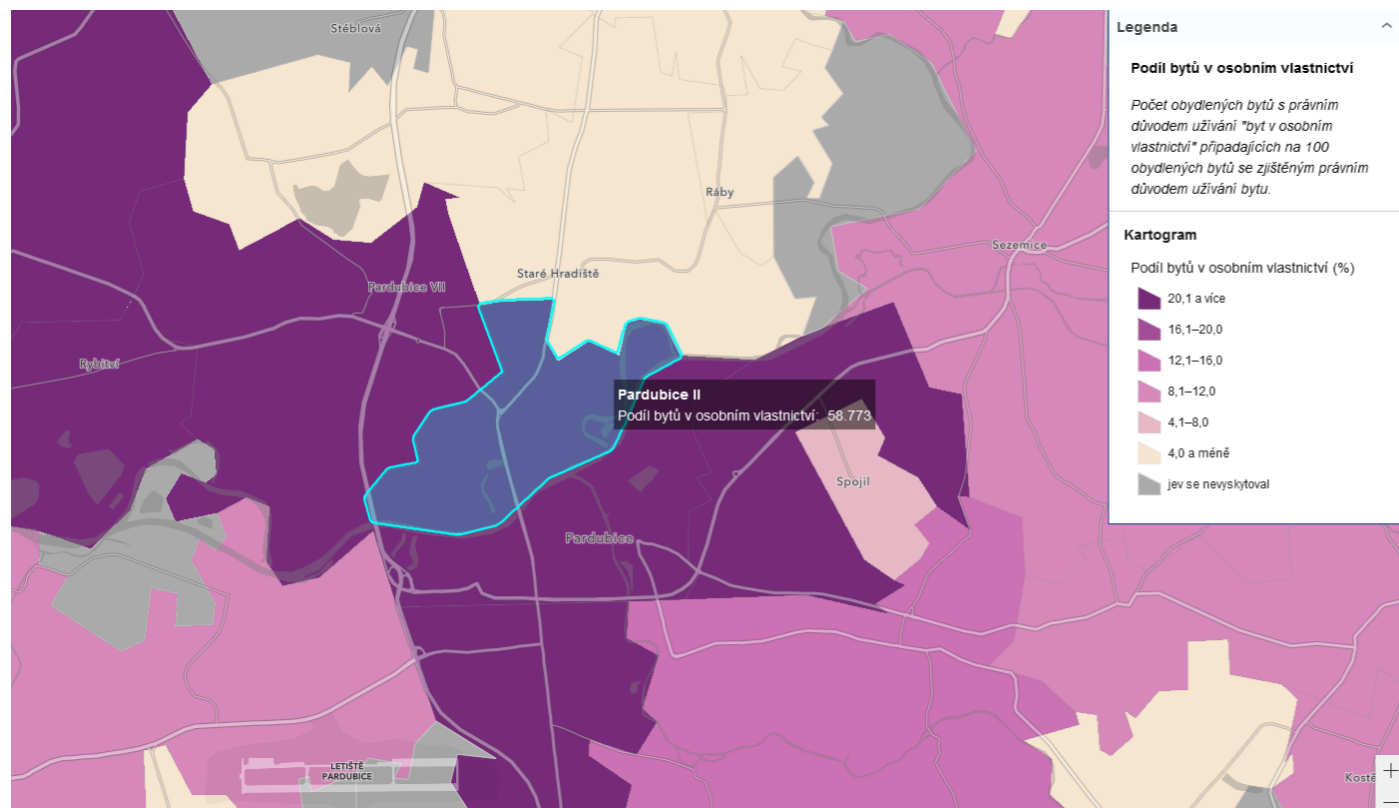 Stéblová
Ráby
Sezemice
Staré Hradiště
Pardubice VII
Rybitví
Pardubice II
Podíl bytů v osobním vlastnictví: 58.773
Spojil
Pardubice
LETIŠTĚ
PARDUBICE
Legenda
Podíl bytů v osobním vlastnictví
Počet obydlených bytů s právním
důvodem užívání "byt v osobním
vlastnictví" připadajících na 100
obydlených bytů se zjištěným právním
důvodem užívání bytu.
Kartogram
Podíl bytů v osobním vlastnictví (%)
20,1 a více
16,1–20,0
12,1–16,0
8,1–12,0
4,1–8,0
4,0 a méně
jev se nevyskytoval